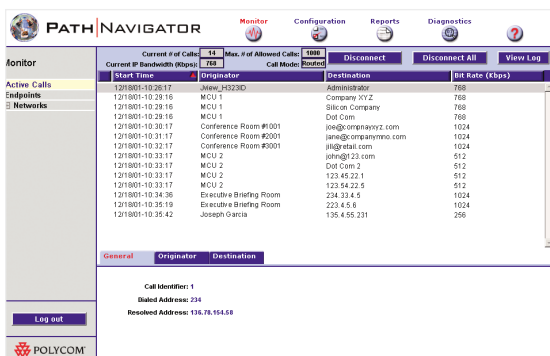 PATH NAVIGATOR
Monitor Configuration Reports Diagnostics
?
Monitor
Current # of Calls: 14 Max. # of Allowed Calls: 1000
Current IP Bandwidth (Kbps): 768 Call Mode: Routed
Disconnect Disconnect All View Log
Active Calls
Endpoints
Networks
Start Time Originator Destination Bit Rate (Kbps)
12/18/01-10:26:17 Jview_H323ID Administrator 768
12/18/01-10:29:16 MCU 1 Company XYZ 768
12/18/01-10:29:16 MCU 1 Silicon Company 768
12/18/01-10:29:16 MCU 1 Dot Com 768
12/18/01-10:30:17 Conference Room #1001 joe@compnayxyz.com 1024
12/18/01-10:31:17 Conference Room #2001 jane@companymno.com 1024
12/18/01-10:32:17 Conference Room #3001 jill@retail.com 1024
12/18/01-10:33:17 MCU 2 john@123.com 512
12/18/01-10:33:17 MCU 2 Dot Com 2 512
12/18/01-10:33:17 MCU 2 123.45.22.1 512
12/18/01-10:33:17 MCU 2 123.54.22.5 512
12/18/01-10:34:36 Executive Briefing Room 234.33.4.5 1024
12/18/01-10:35:19 Executive Briefing Room 223.4.5.6 1024
12/18/01-10:35:42 Joseph Garcia 135.4.55.231 256
General Originator Destination
Call Identifier: 1
Dialed Address: 234
Resolved Address: 136.78.154.58
Log out
POLYCOM